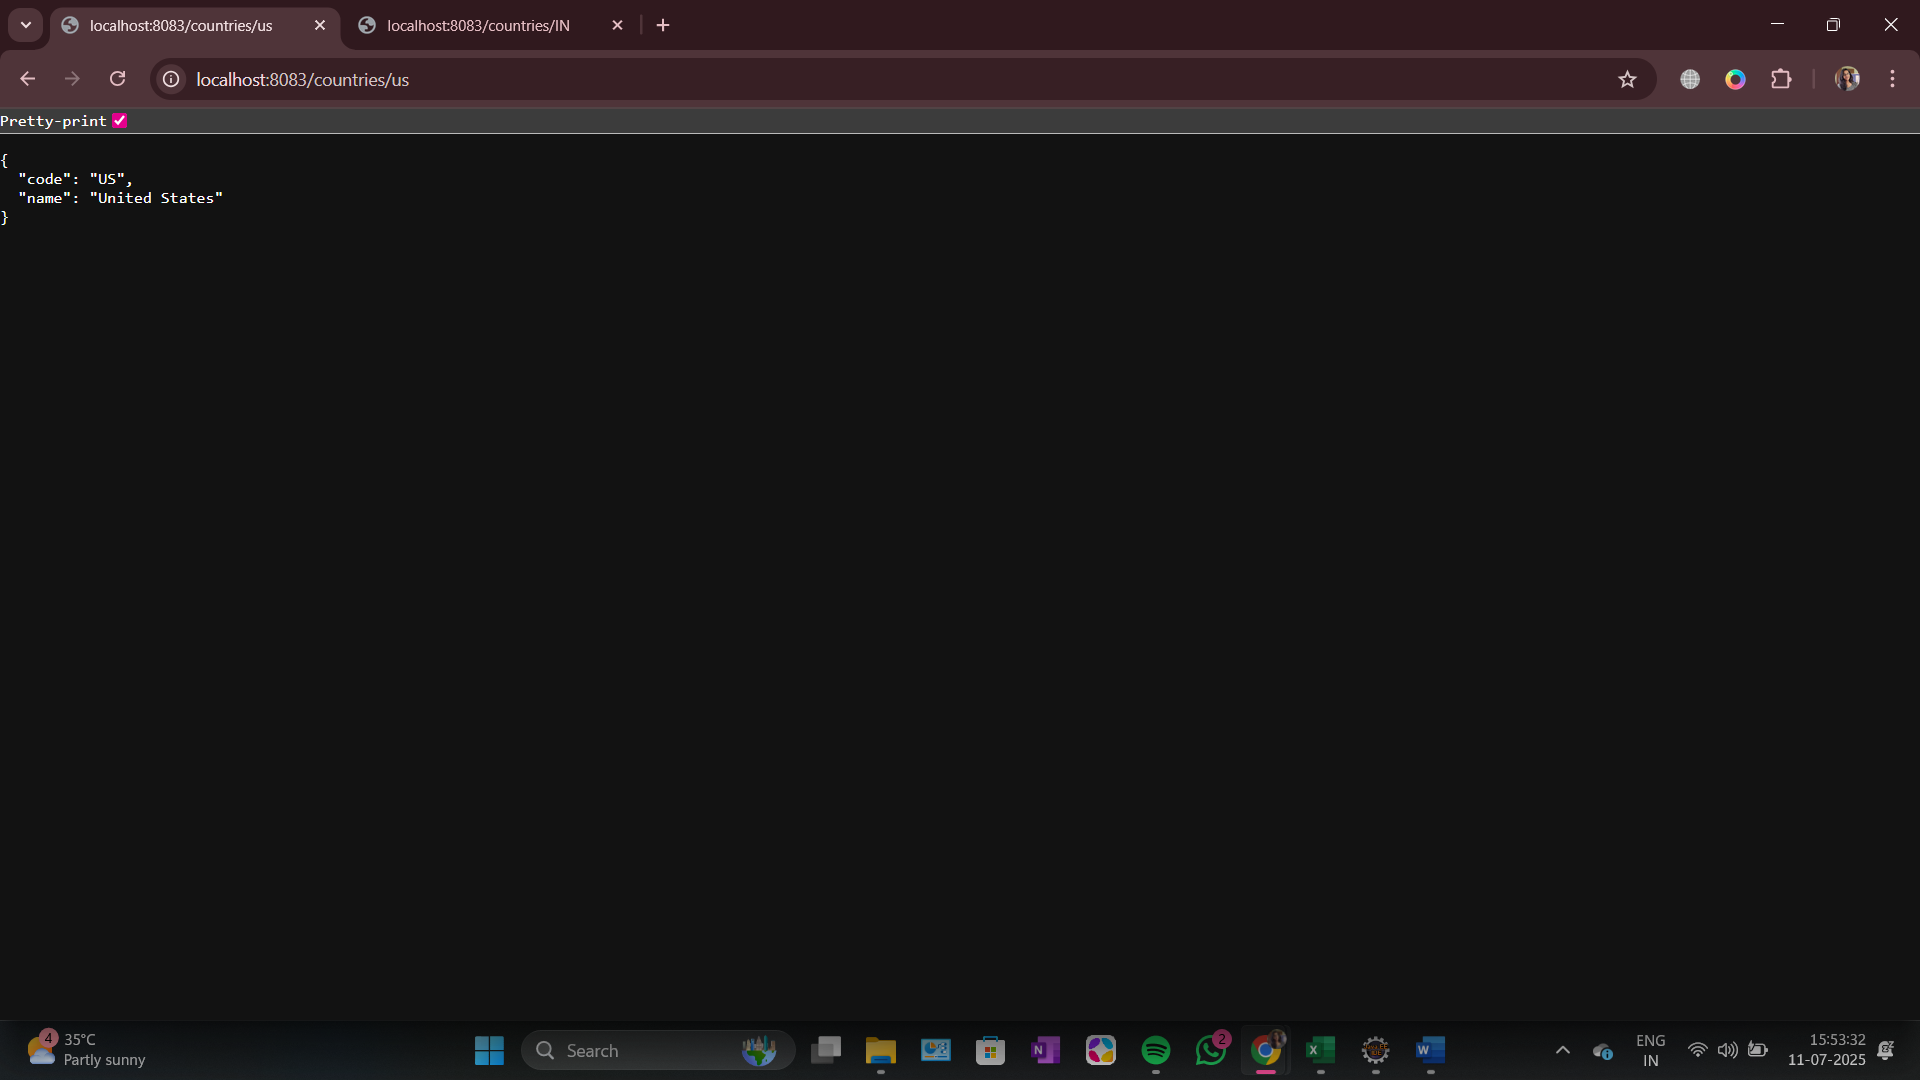 localhost:8083/countries/us
localhost:8083/countries/IN
localhost:8083/countries/us
Pretty-print
{
  "code": "US",
  "name": "United States"
}
4
35°C
Partly sunny
Search
N
2
X
W
ENG
IN
15:53:32
11-07-2025